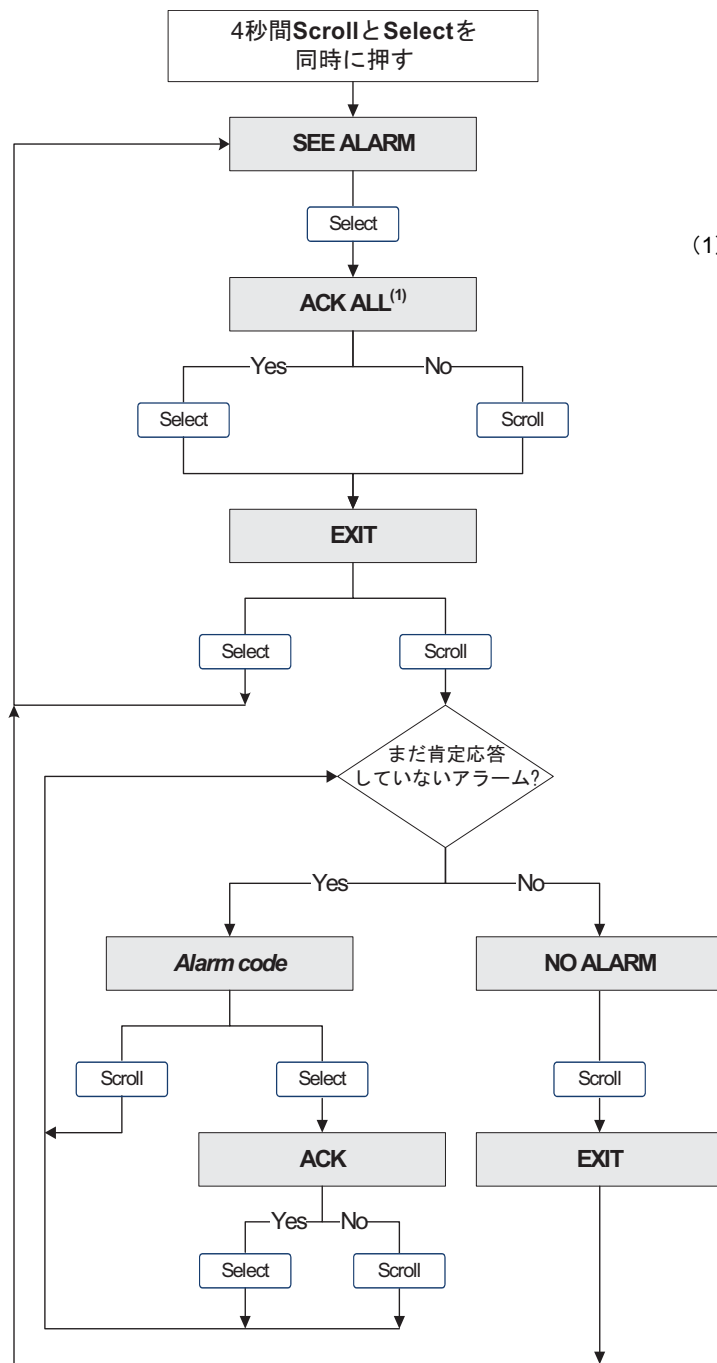 4秒間ScrollとSelectを
同時に押す
SEE ALARM
Select
(1)
ACK ALL(1)
Yes No
Select Scroll
EXIT
Select Scroll
まだ肯定応答
していないアラーム?
Yes No
Alarm code NO ALARM
Scroll Select Scroll
ACK EXIT
Yes No
Select Scroll